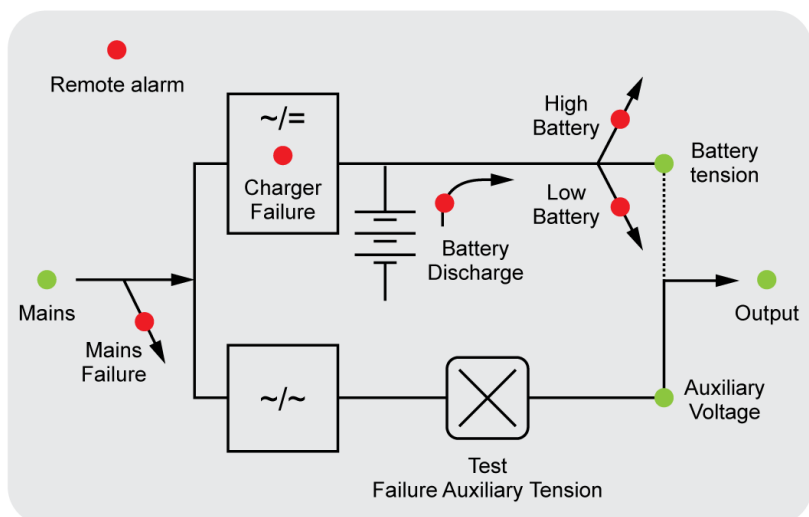 Remote alarm
~/=
Charger
Failure
High
Battery
Low
Battery
Battery
tension
Battery
Discharge
Mains
Mains
Failure
Output
~/~
Auxiliary
Voltage
Test
Failure Auxiliary Tension